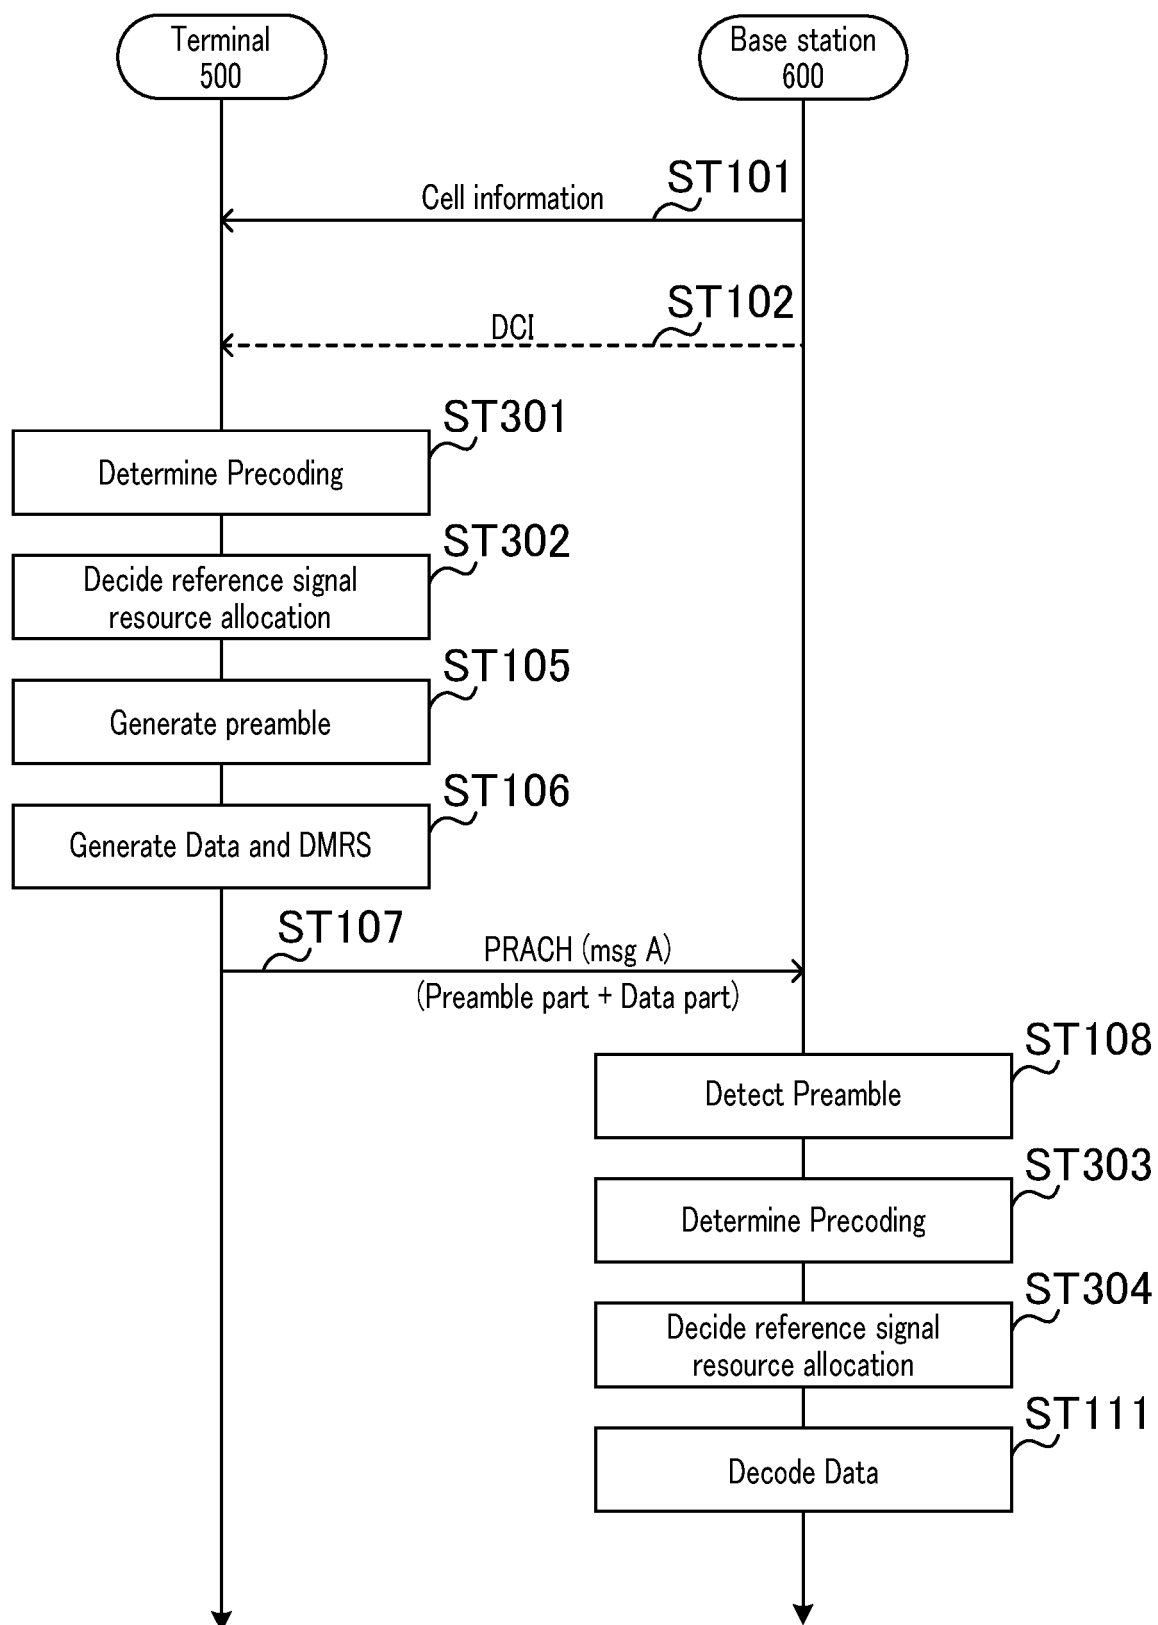 Terminal
500
Base station
600
ST101
Cell information
ST102
DCI
ST301
Determine Precoding
ST302
Decide reference signal
resource allocation
ST105
Generate preamble
ST106
Generate Data and DMRS
ST107
PRACH (msg A)
(Preamble part + Data part)
ST108
Detect Preamble
ST303
Determine Precoding
ST304
Decide reference signal
resource allocation
ST111
Decode Data